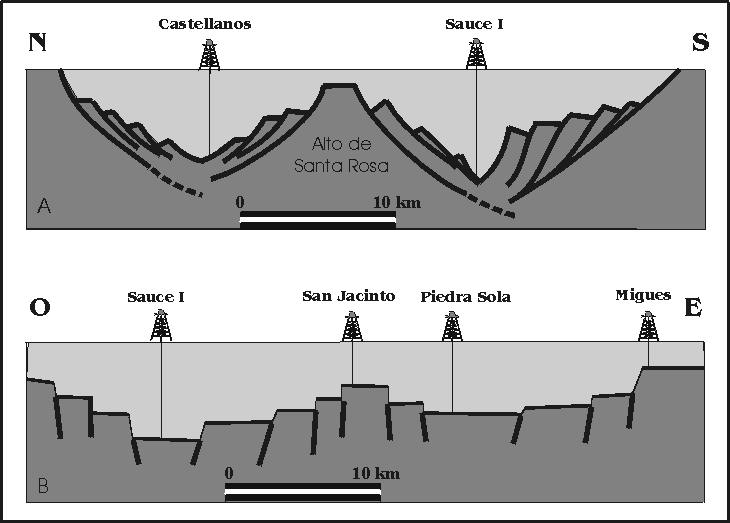 Castellanos
Sauce I
N
S
Alto de
Santa Rosa
A
0
10 km
Sauce I
San Jacinto
Piedra Sola
Migues
O
E
0
10 km
B